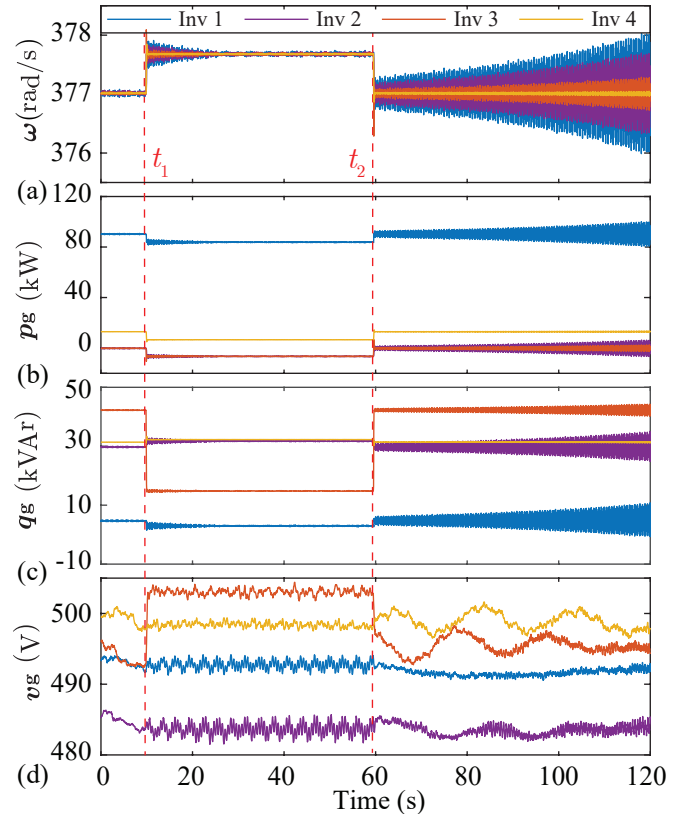 Inv 1 Inv 2 Inv 3 Inv 4
378
377
376
ω(rad/s)
t1 t2
(a)
120
80
40
0
pg (kW)
(b)
50
30
10
-10
qg (kVAr)
(c)
500
490
480
vg (V)
(d)
0 20 40 60 80 100 120
Time (s)